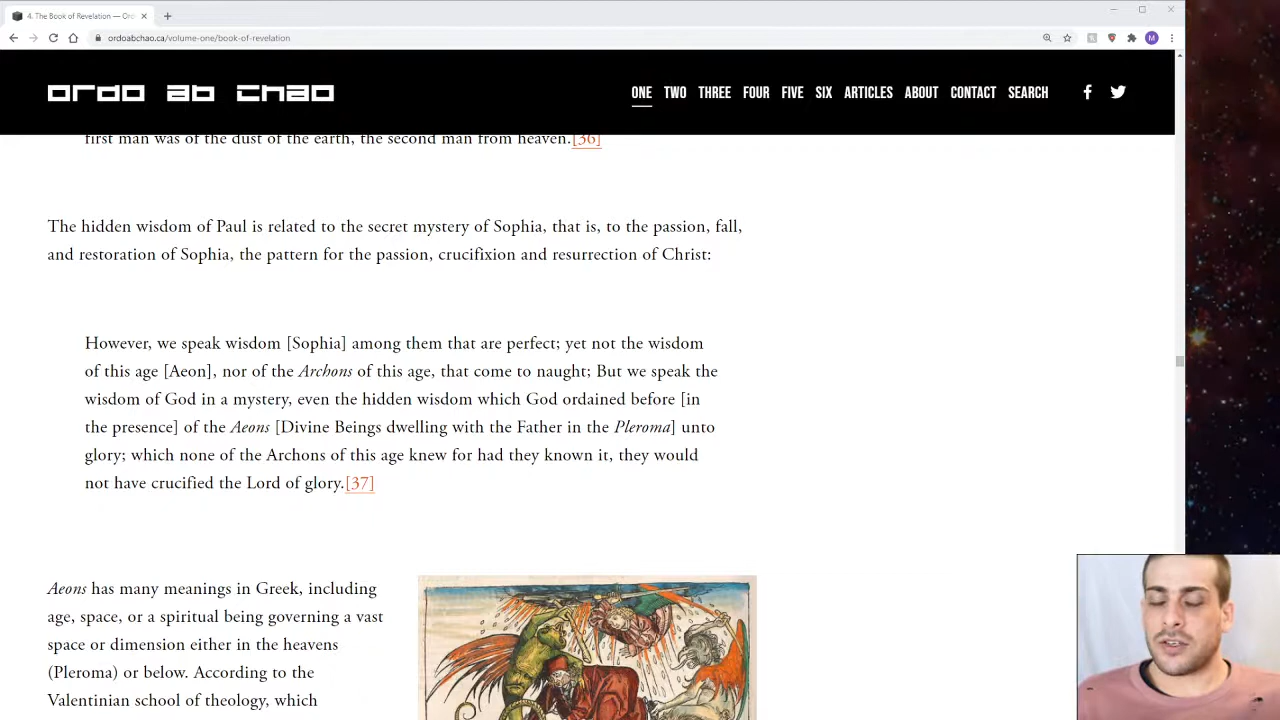 4. The Book of Revelation — Ord
ordoabchao.ca/volume-one/book-of-revelation
M
ordo ab chao
ONE TWO THREE FOUR FIVE SIX ARTICLES ABOUT CONTACT SEARCH
first man was of the dust of the earth, the second man from heaven.[36]
The hidden wisdom of Paul is related to the secret mystery of Sophia, that is, to the passion, fall,
and restoration of Sophia, the pattern for the passion, crucifixion and resurrection of Christ:
However, we speak wisdom [Sophia] among them that are perfect; yet not the wisdom
of this age [Aeon], nor of the Archons of this age, that come to naught; But we speak the
wisdom of God in a mystery, even the hidden wisdom which God ordained before [in
the presence] of the Aeons [Divine Beings dwelling with the Father in the Pleroma] unto
glory; which none of the Archons of this age knew for had they known it, they would
not have crucified the Lord of glory.[37]
Aeons has many meanings in Greek, including
age, space, or a spiritual being governing a vast
space or dimension either in the heavens
(Pleroma) or below. According to the
Valentinian school of theology, which